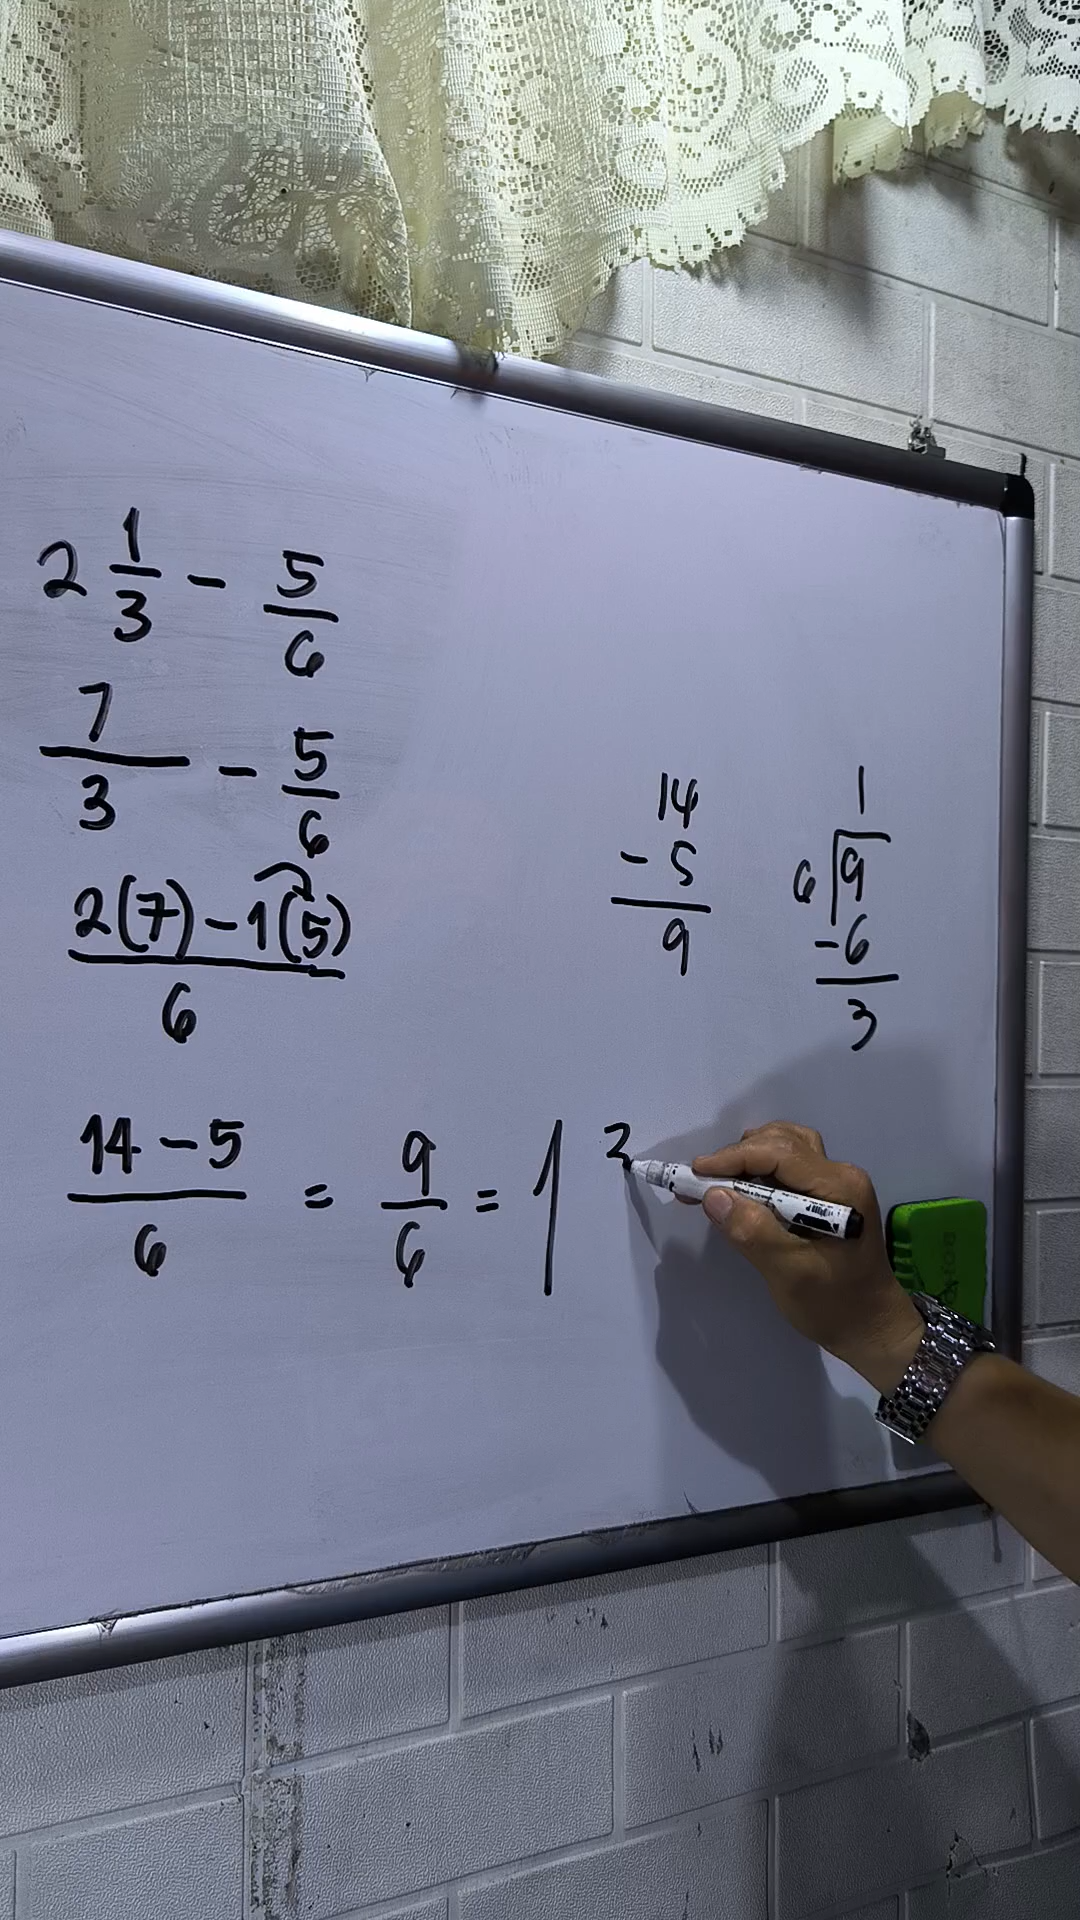 2 1/3 - 5/6
7/3 - 5/6
2(7) - 1(5)
6
14 - 5 / 6 = 9/6 = 1
14
- 5
9
1
6 9
- 6
3